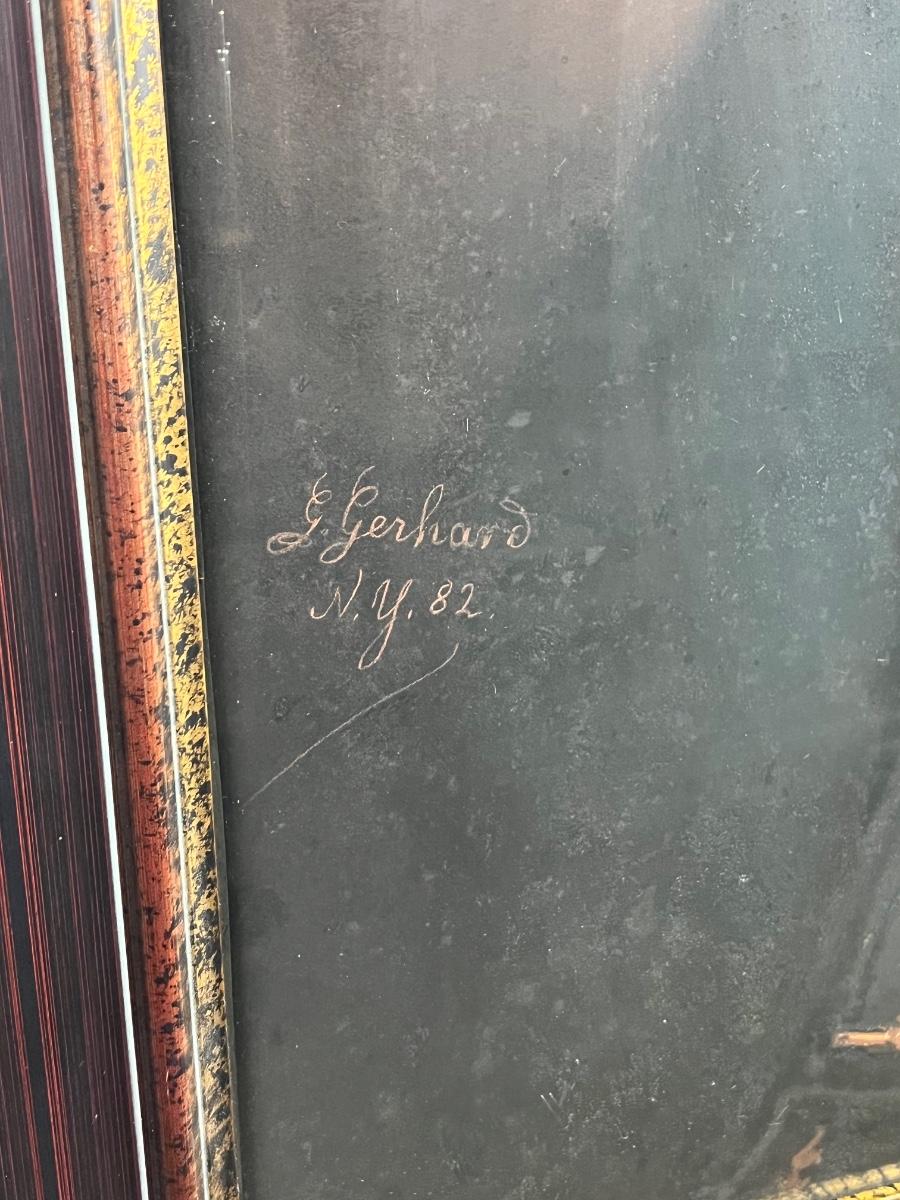 G. Gerhard
N. Y. 82.